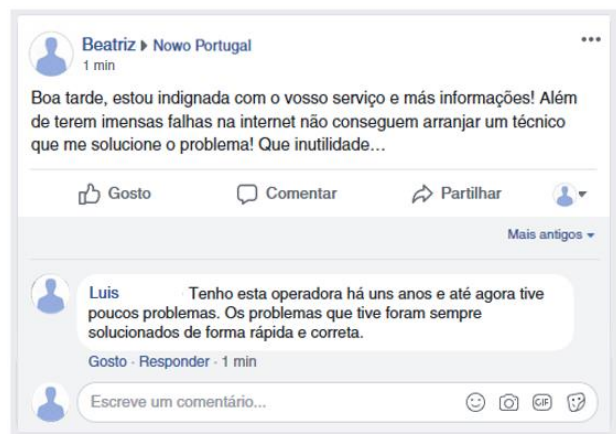 Beatriz ▸ Nowo Portugal
1 min
Boa tarde, estou indignada com o vosso serviço e más informações! Além
de terem imensas falhas na internet não conseguem arranjar um técnico
que me solucione o problema! Que inutilidade…
Gosto Comentar Partilhar
Mais antigos
Luis Tenho esta operadora há uns anos e até agora tive
poucos problemas. Os problemas que tive foram sempre
solucionados de forma rápida e correta.
Gosto · Responder · 1 min
Escreve um comentário...
GIF